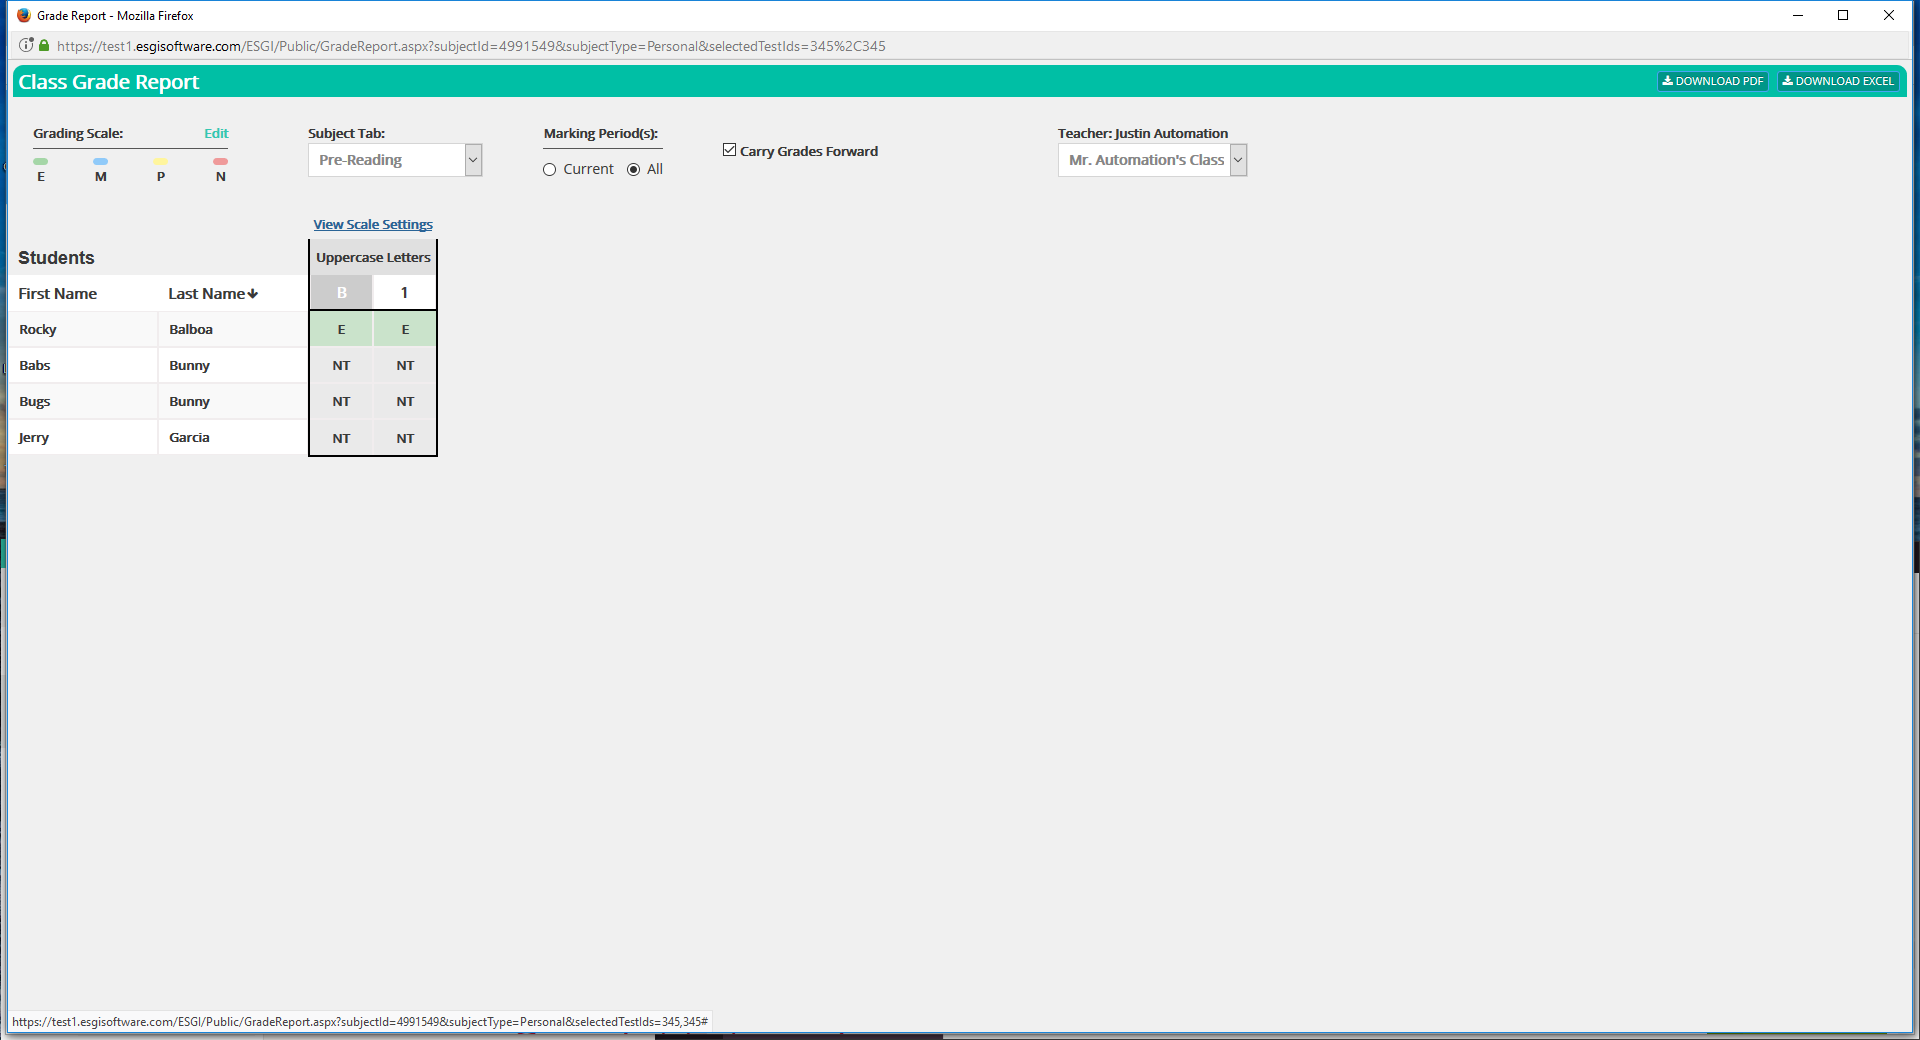 Grade Report - Mozilla Firefox
https://test1.esgisoftware.com/ESGI/Public/GradeReport.aspx?subjectId=4991549&subjectType=Personal&selectedTestIds=345%2C345
Class Grade Report DOWNLOAD PDF DOWNLOAD EXCEL
Grading Scale: Edit Subject Tab: Marking Period(s): Teacher: Justin Automation
Carry Grades Forward
Pre-Reading Mr. Automation's Class
Current All
E M P N
View Scale Settings
Students Uppercase Letters
First Name Last Name B 1
Rocky Balboa E E
Babs Bunny NT NT
Bugs Bunny NT NT
Jerry Garcia NT NT
https://test1.esgisoftware.com/ESGI/Public/GradeReport.aspx?subjectId=4991549&subjectType=Personal&selectedTestIds=345,345#